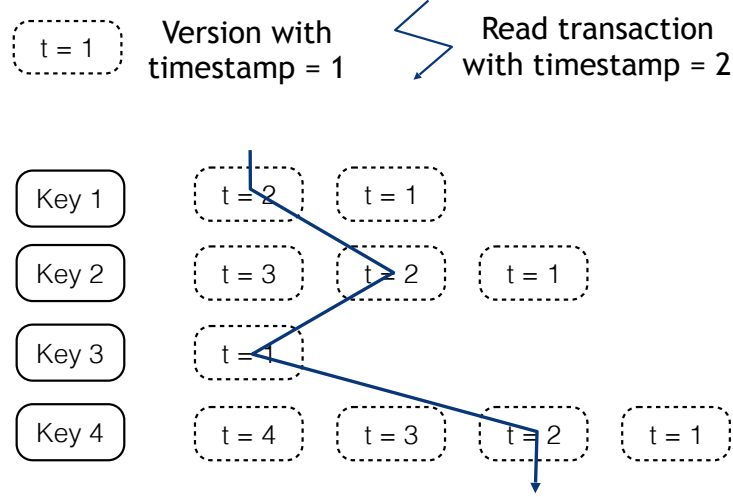 t = 1
Version with
timestamp = 1
Read transaction
with timestamp = 2
Key 1
t = 2
t = 1
Key 2
t = 3
t = 2
t = 1
Key 3
t = 1
Key 4
t = 4
t = 3
t = 2
t = 1